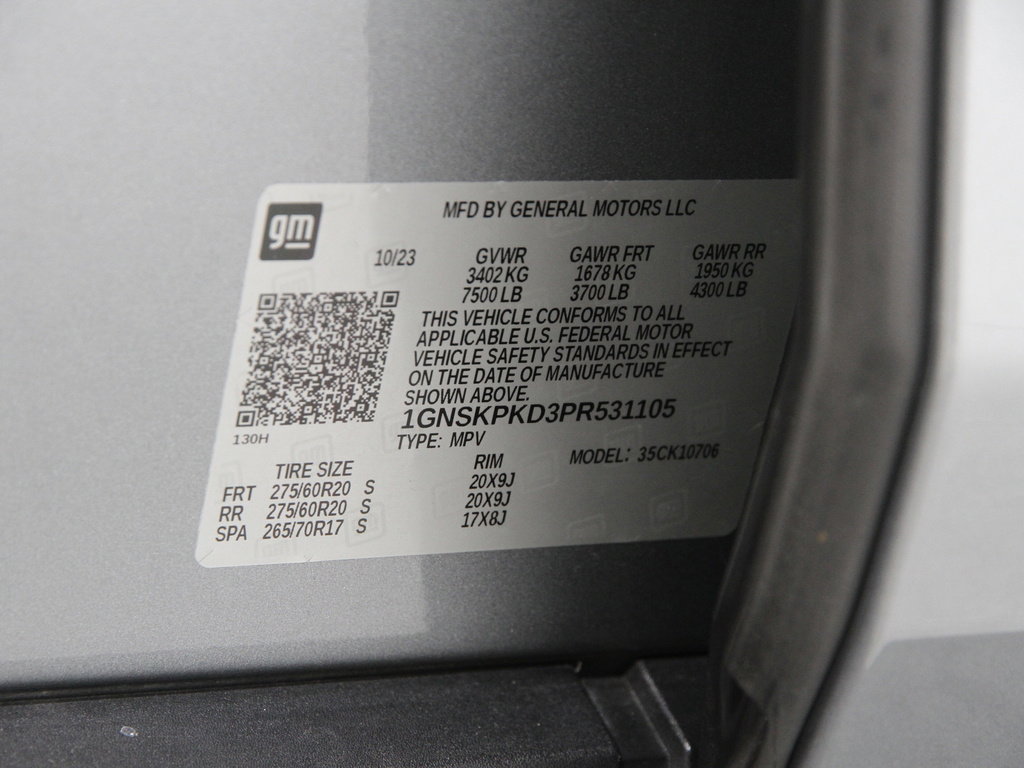 gm
MFD BY GENERAL MOTORS LLC
10/23 GVWR GAWR FRT GAWR RR
3402 KG 1678 KG 1950 KG
7500 LB 3700 LB 4300 LB
THIS VEHICLE CONFORMS TO ALL
APPLICABLE U.S. FEDERAL MOTOR
VEHICLE SAFETY STANDARDS IN EFFECT
ON THE DATE OF MANUFACTURE
SHOWN ABOVE.
1GNSKPKD3PR531105
130H
TYPE: MPV MODEL: 35CK10706
TIRE SIZE RIM
FRT 275/60R20 S 20X9J
RR 275/60R20 S 20X9J
SPA 265/70R17 S 17X8J